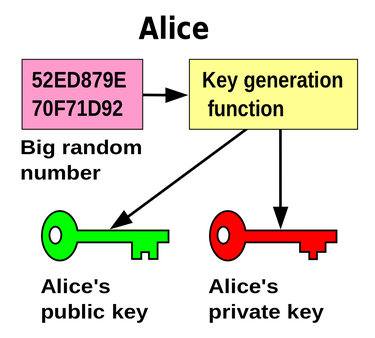 Alice
52ED879E
70F71D92
Key generation
function
Big random
number
Alice's
public key
Alice's
private key